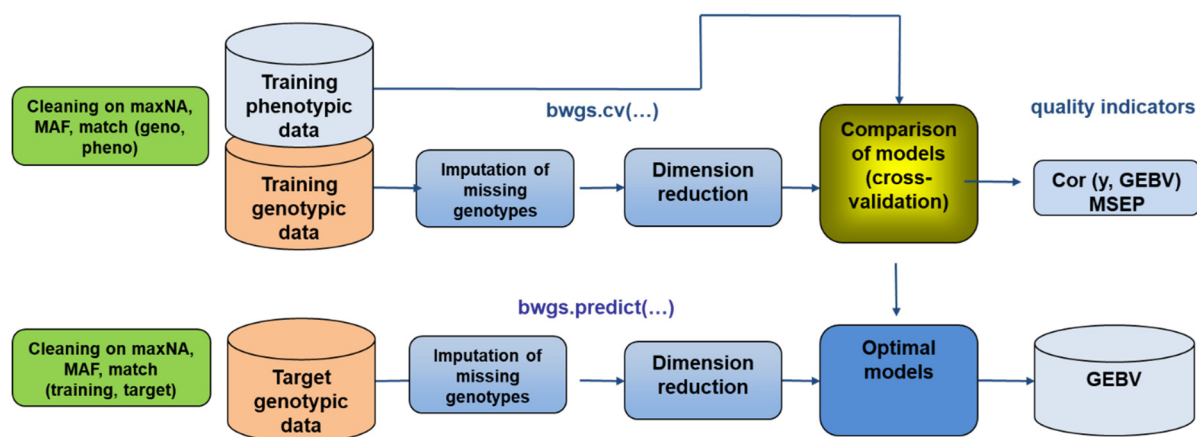 Cleaning on maxNA,
MAF, match (geno,
pheno)
Training
phenotypic
data
Training
genotypic
data
bwgs.cv(…)
Imputation of
missing
genotypes
Dimension
reduction
Comparison
of models
(cross-
validation)
quality indicators
Cor (y, GEBV)
MSEP
bwgs.predict(…)
Cleaning on maxNA,
MAF, match
(training, target)
Target
genotypic
data
Imputation of
missing
genotypes
Dimension
reduction
Optimal
models
GEBV